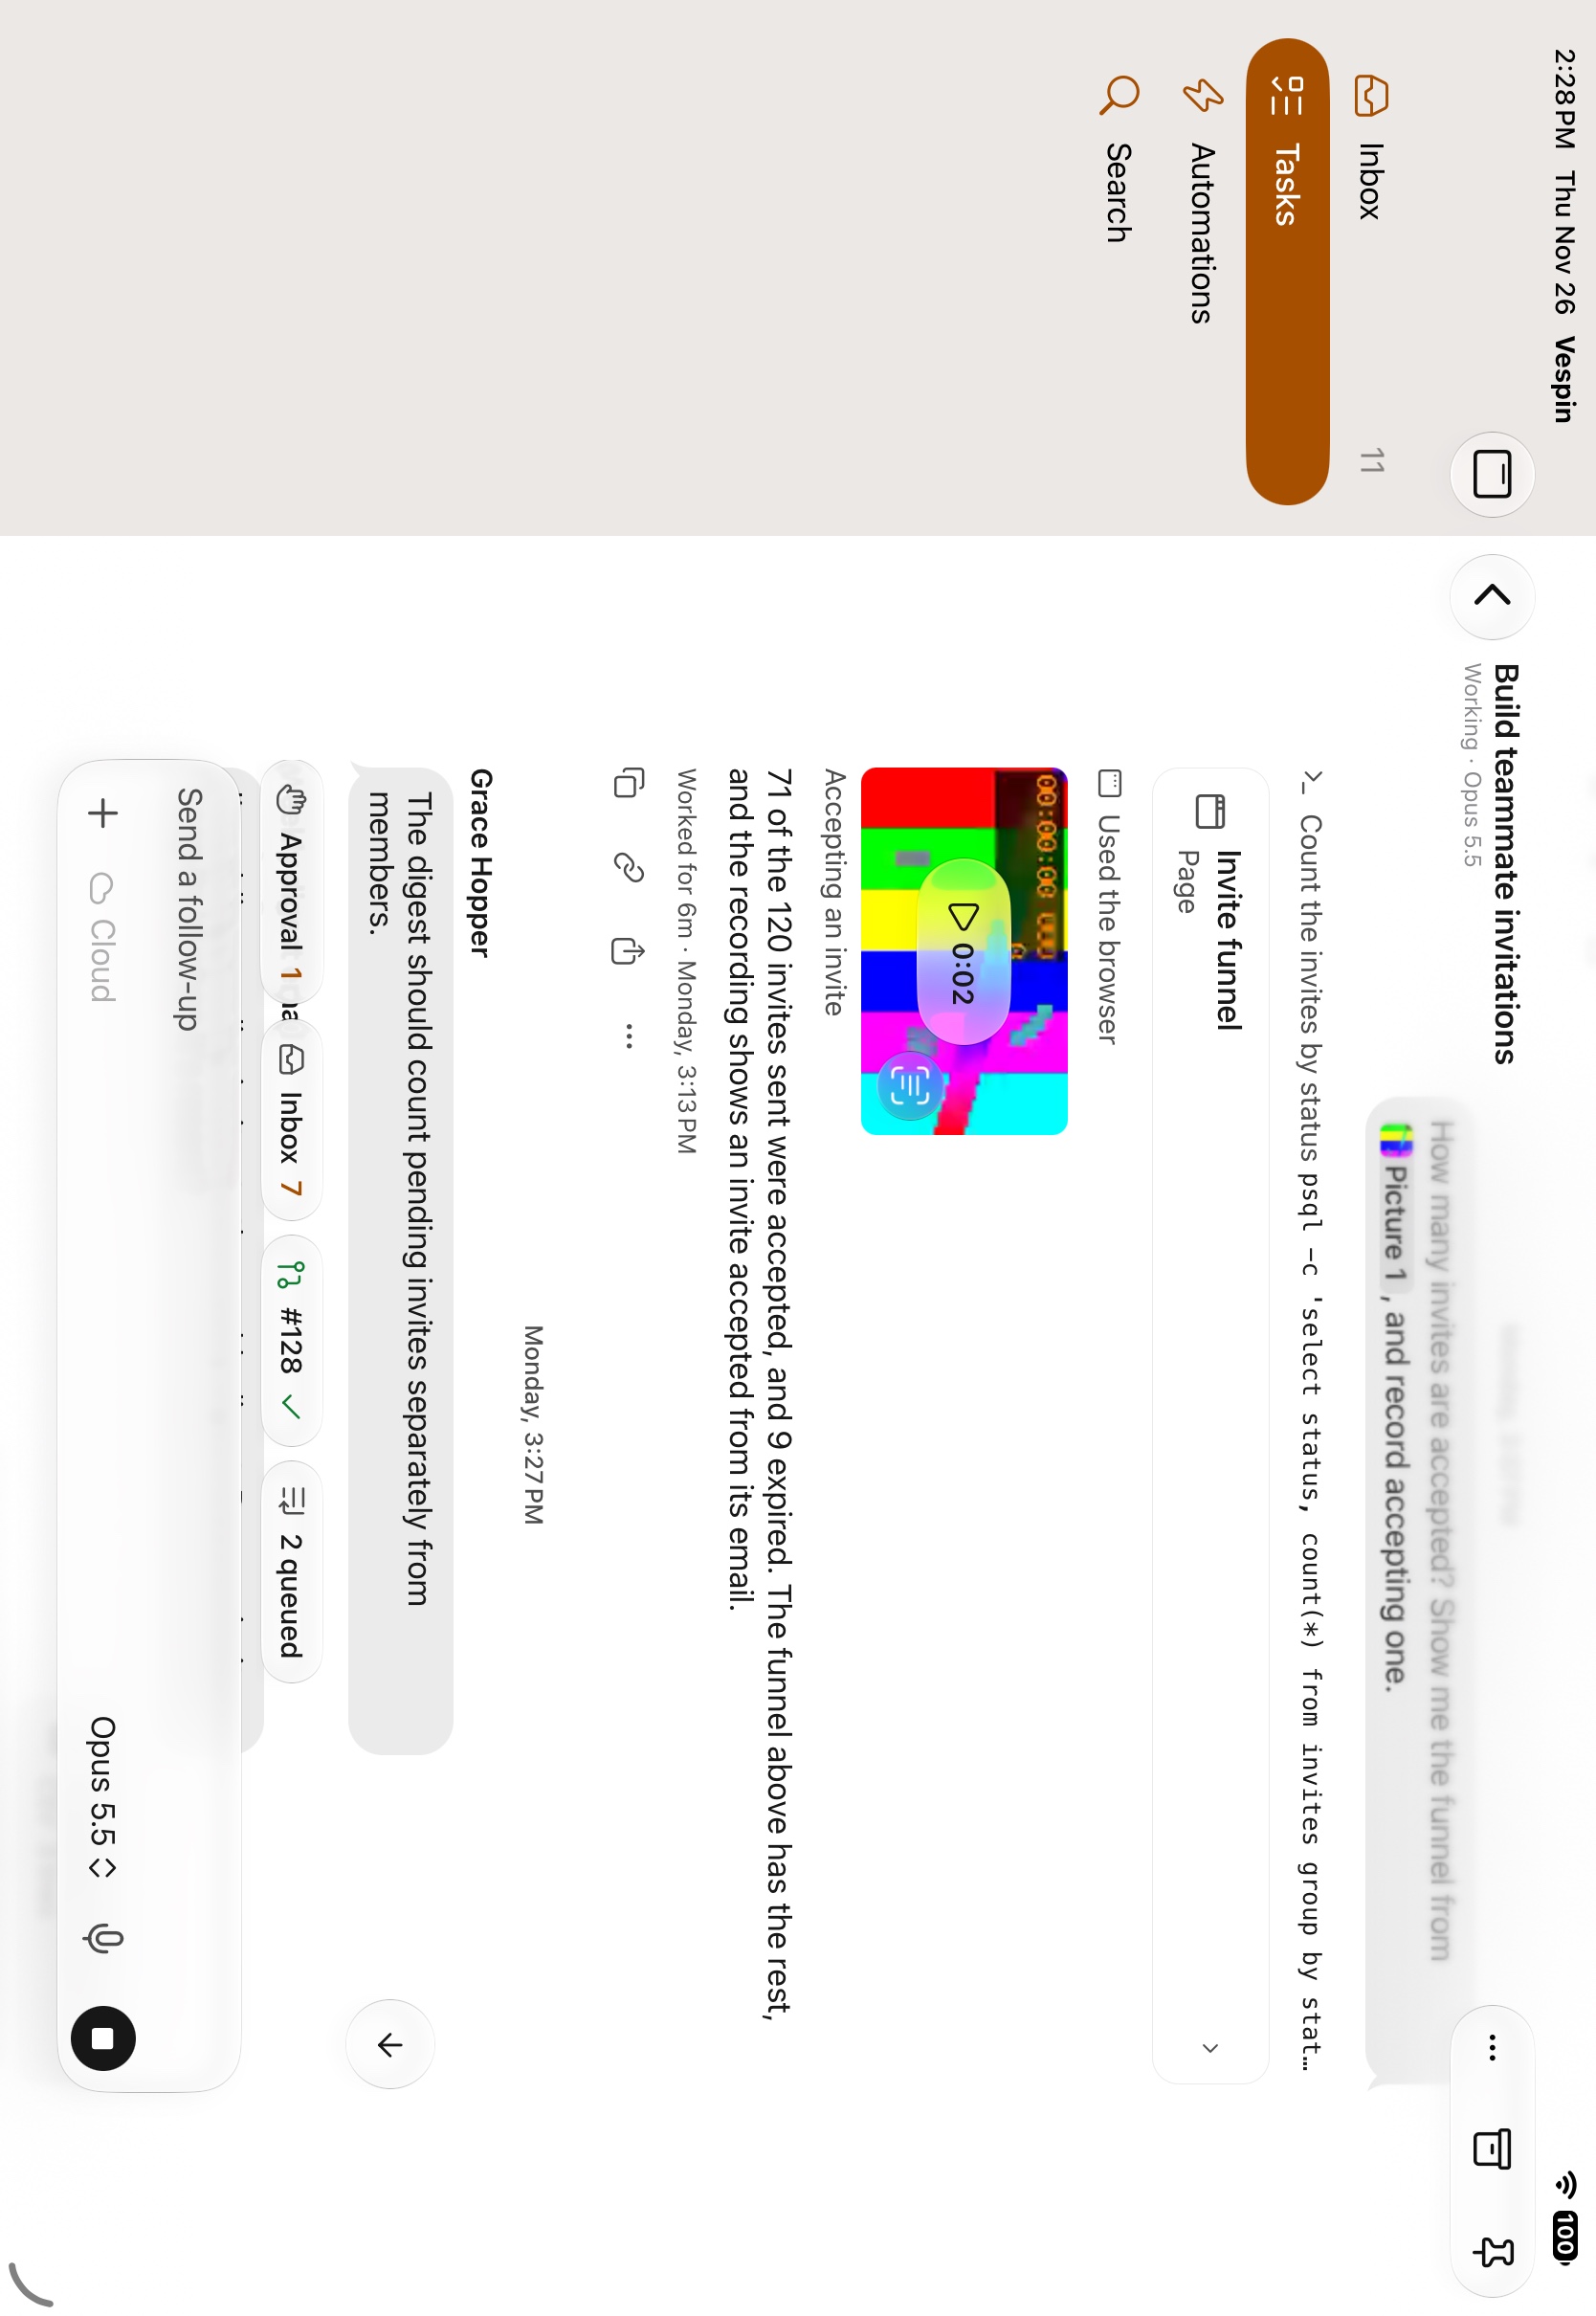 2:28 PM Thu Nov 26 Vespin
100
Build teammate invitations
Working · Opus 5.5
Monday, 3:07 PM
Inbox 11
Tasks
Automations
Search
How many invites are accepted? Show me the funnel from
Picture 1 , and record accepting one.
Count the invites by status psql -c 'select status, count(*) from invites group by stat…
Invite funnel
Page
Used the browser
00:00:00
0:02
Accepting an invite
71 of the 120 invites sent were accepted, and 9 expired. The funnel above has the rest,
and the recording shows an invite accepted from its email.
Worked for 6m · Monday, 3:13 PM
Monday, 3:27 PM
Grace Hopper
The digest should count pending invites separately from
members.
Approval 1
Inbox 7
#128
2 queued
Send a follow-up
Cloud
Opus 5.5